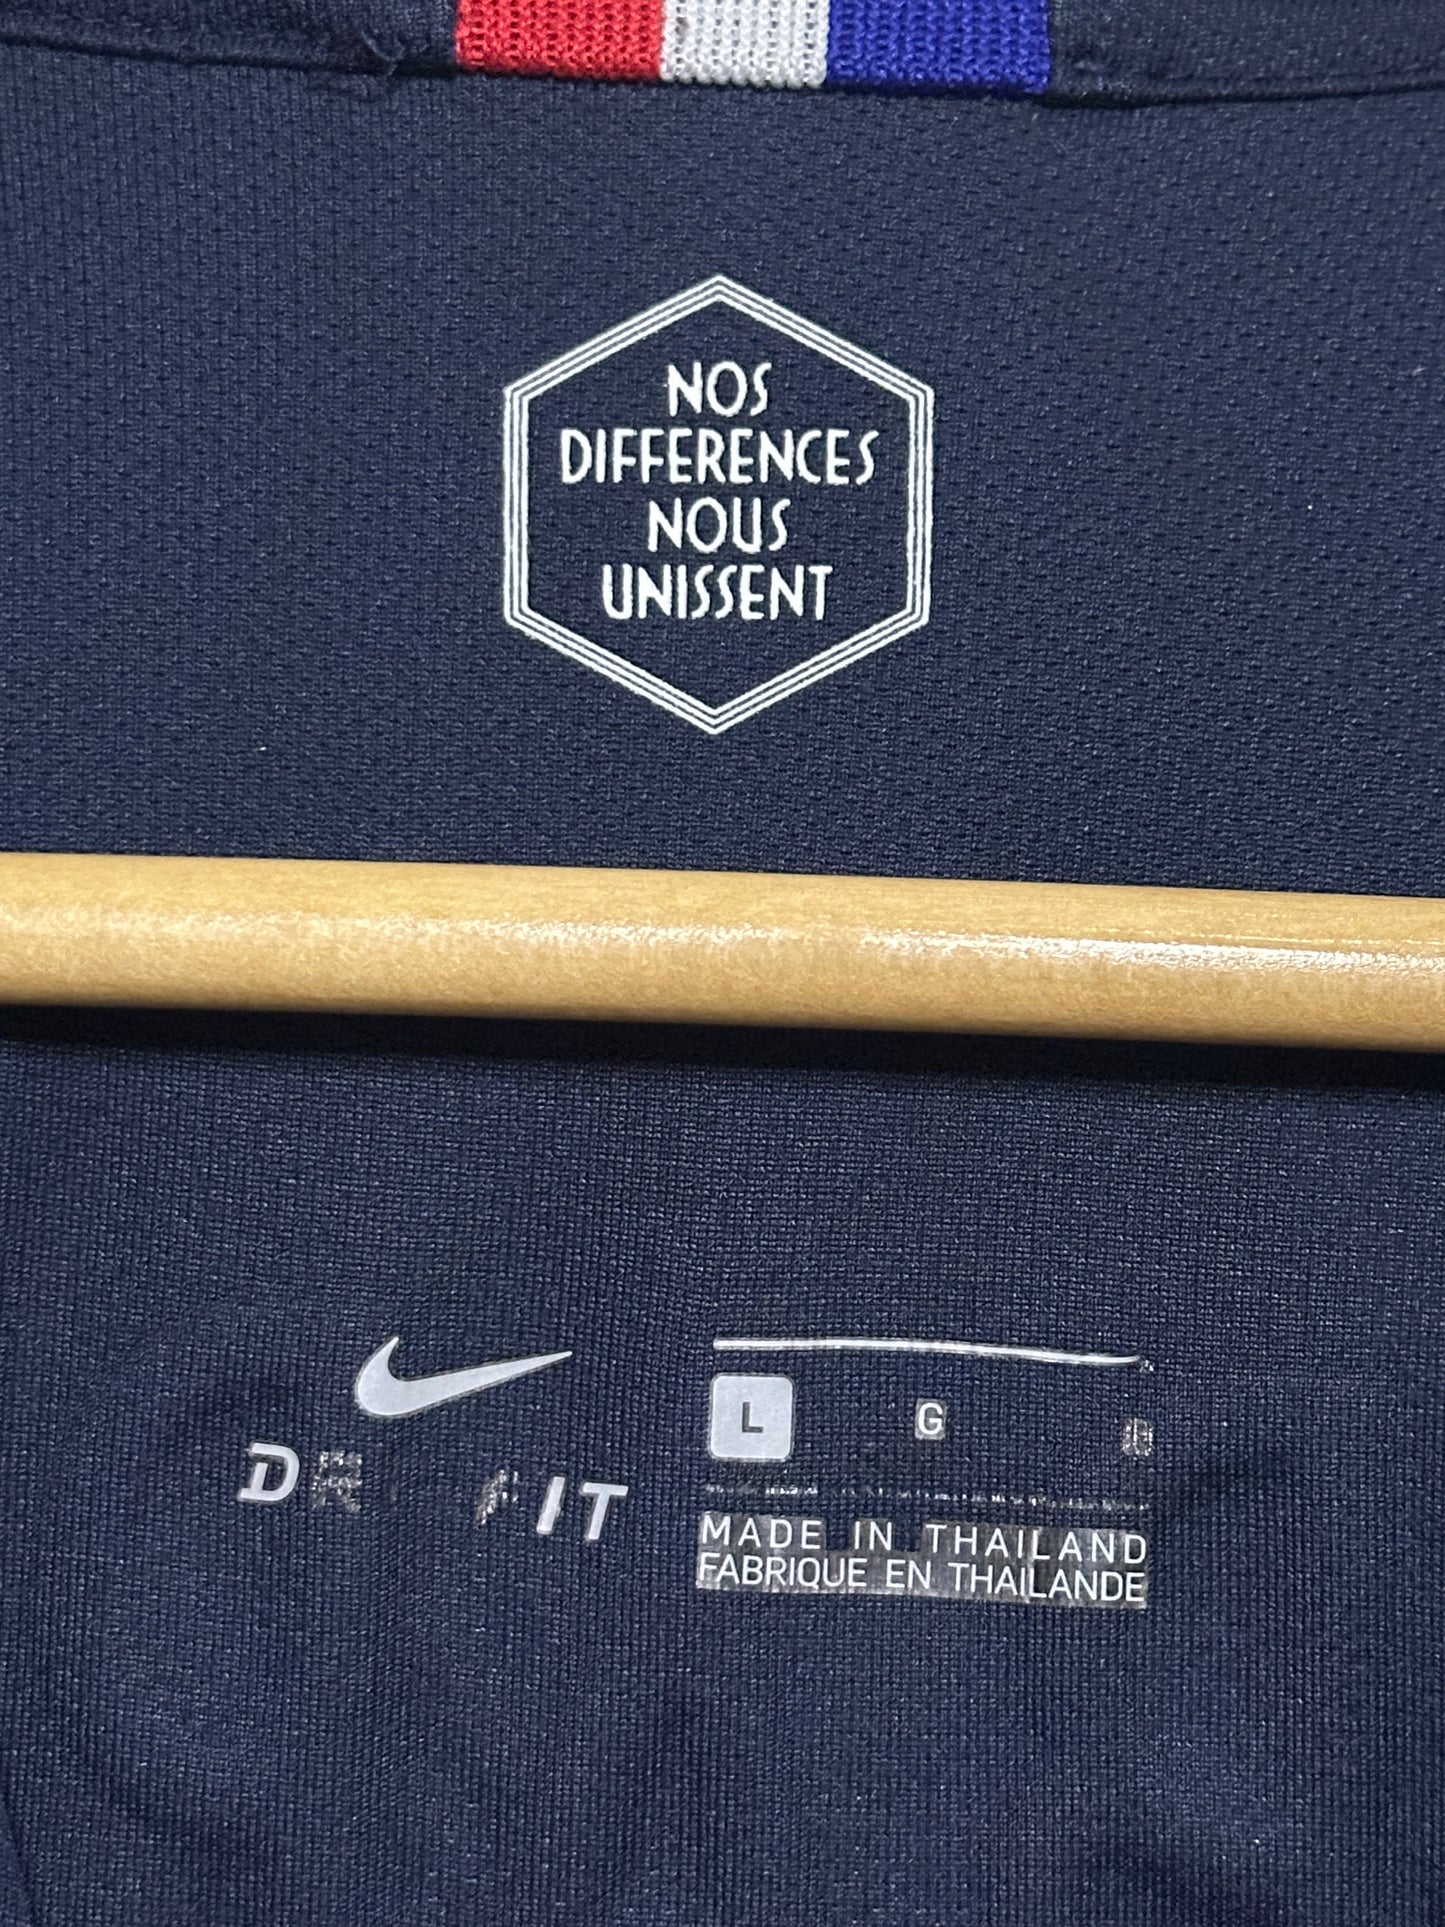 NOS
DIFFERENCES
NOUS
UNISSENT
L G
MADE IN THAILAND
FABRIQUE EN THAILANDE